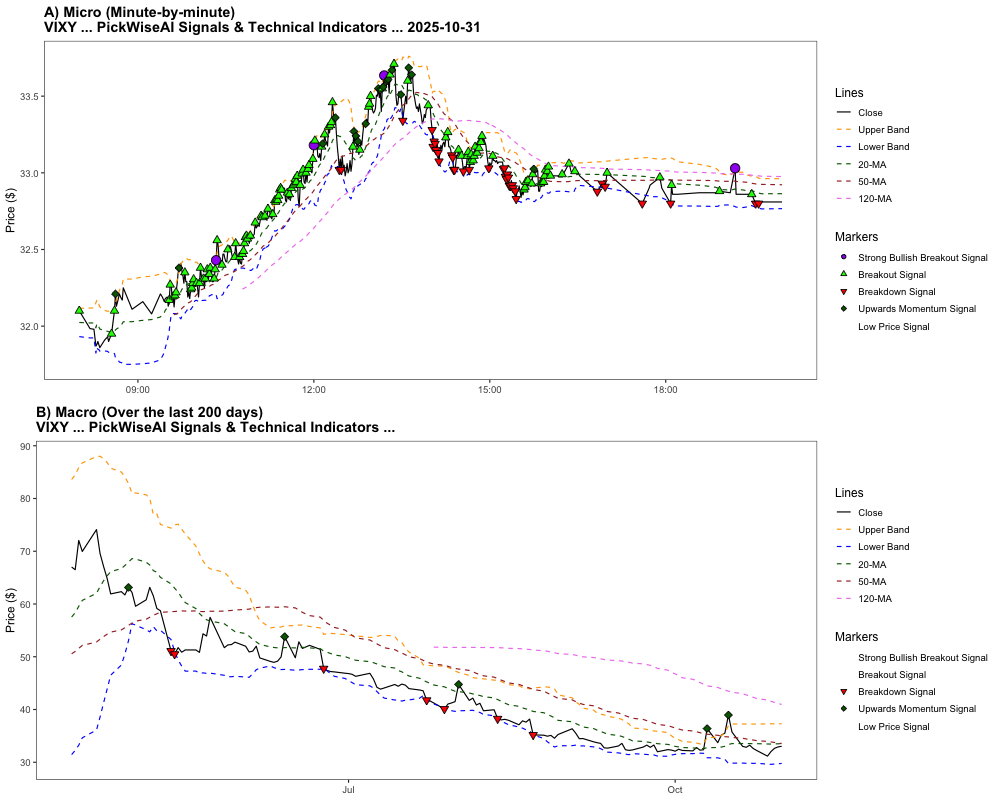 A) Micro (Minute-by-minute)
VIXY ... PickWiseAI Signals & Technical Indicators ... 2025-10-31
Price ($)
33.5
33.0
32.5
32.0
09:00
12:00
15:00
18:00
Lines
Close
Upper Band
Lower Band
20-MA
50-MA
120-MA
Markers
Strong Bullish Breakout Signal
Breakout Signal
Breakdown Signal
Upwards Momentum Signal
Low Price Signal
B) Macro (Over the last 200 days)
VIXY ... PickWiseAI Signals & Technical Indicators ...
Price ($)
90
80
70
60
50
40
30
Jul
Oct
Lines
Close
Upper Band
Lower Band
20-MA
50-MA
120-MA
Markers
Strong Bullish Breakout Signal
Breakout Signal
Breakdown Signal
Upwards Momentum Signal
Low Price Signal